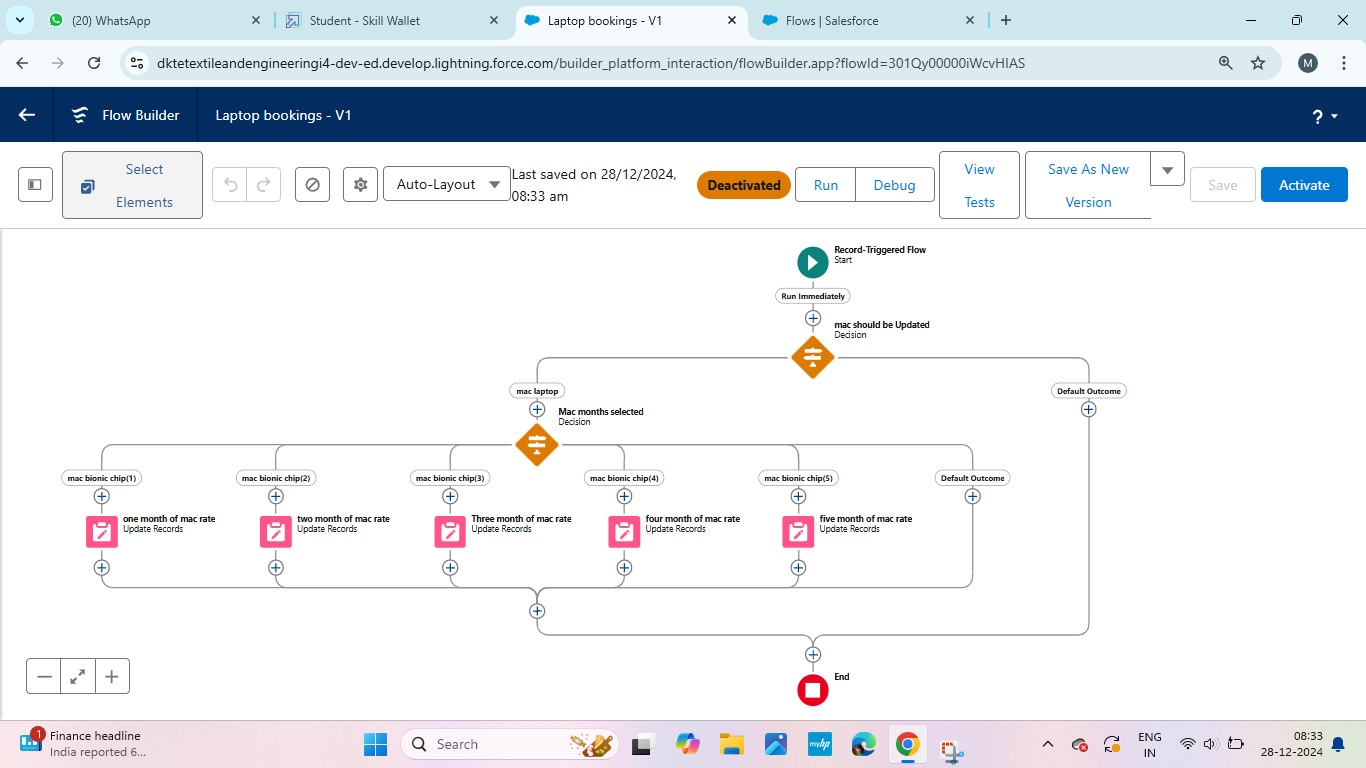 (20) WhatsApp
Student - Skill Wallet
Laptop bookings - V1
Flows | Salesforce
dktetextileandengineeringi4-dev-ed.develop.lightning.force.com/builder_platform_interaction/flowBuilder.app?flowId=301Qy00000iWcvHIAS
M
Flow Builder
Laptop bookings - V1
?
Select
Elements
Auto-Layout
Last saved on 28/12/2024,
08:33 am
Deactivated
Run
Debug
View
Tests
Save As New
Version
Save
Activate
Record-Triggered Flow
Start
Run Immediately
mac should be Updated
Decision
mac laptop
Default Outcome
Mac months selected
Decision
mac bionic chip(1)
mac bionic chip(2)
mac bionic chip(3)
mac bionic chip(4)
mac bionic chip(5)
Default Outcome
one month of mac rate
Update Records
two month of mac rate
Update Records
Three month of mac rate
Update Records
four month of mac rate
Update Records
five month of mac rate
Update Records
End
1
Finance headline
India reported 6...
Search
myhp
ENG
IN
08:33
28-12-2024